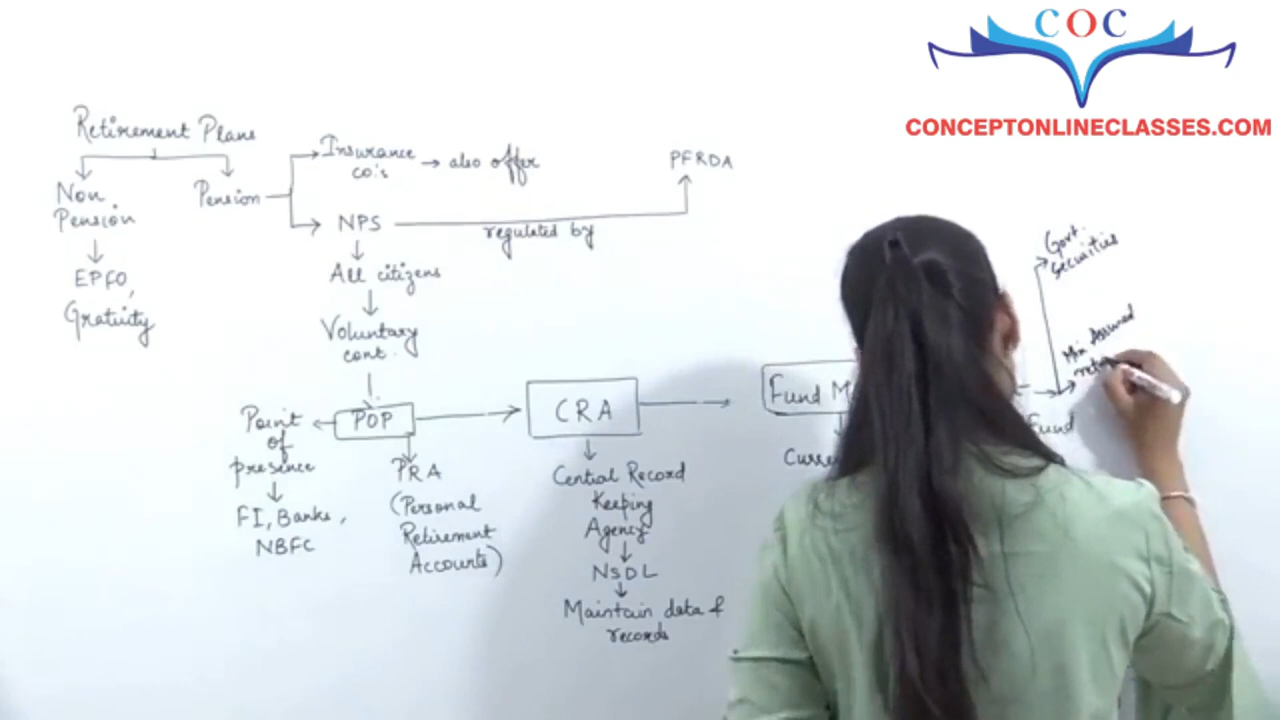 COC
CONCEPTONLINECLASSES.COM
Retirement Plans
Non
Pension
EPFO,
Gratuity
Pension
Insurance
co's
also offer
NPS
regulated by
PFRDA
All citizens
Voluntary
cont.
POP
Point
of
presence
FI, Banks,
NBFC
PRA
(Personal
Retirement
Accounts)
CRA
Central Record
Keeping
Agency
NSDL
Maintain data &
records
Fund M
Curre
Govt.
Securities
Min Assured
Fund